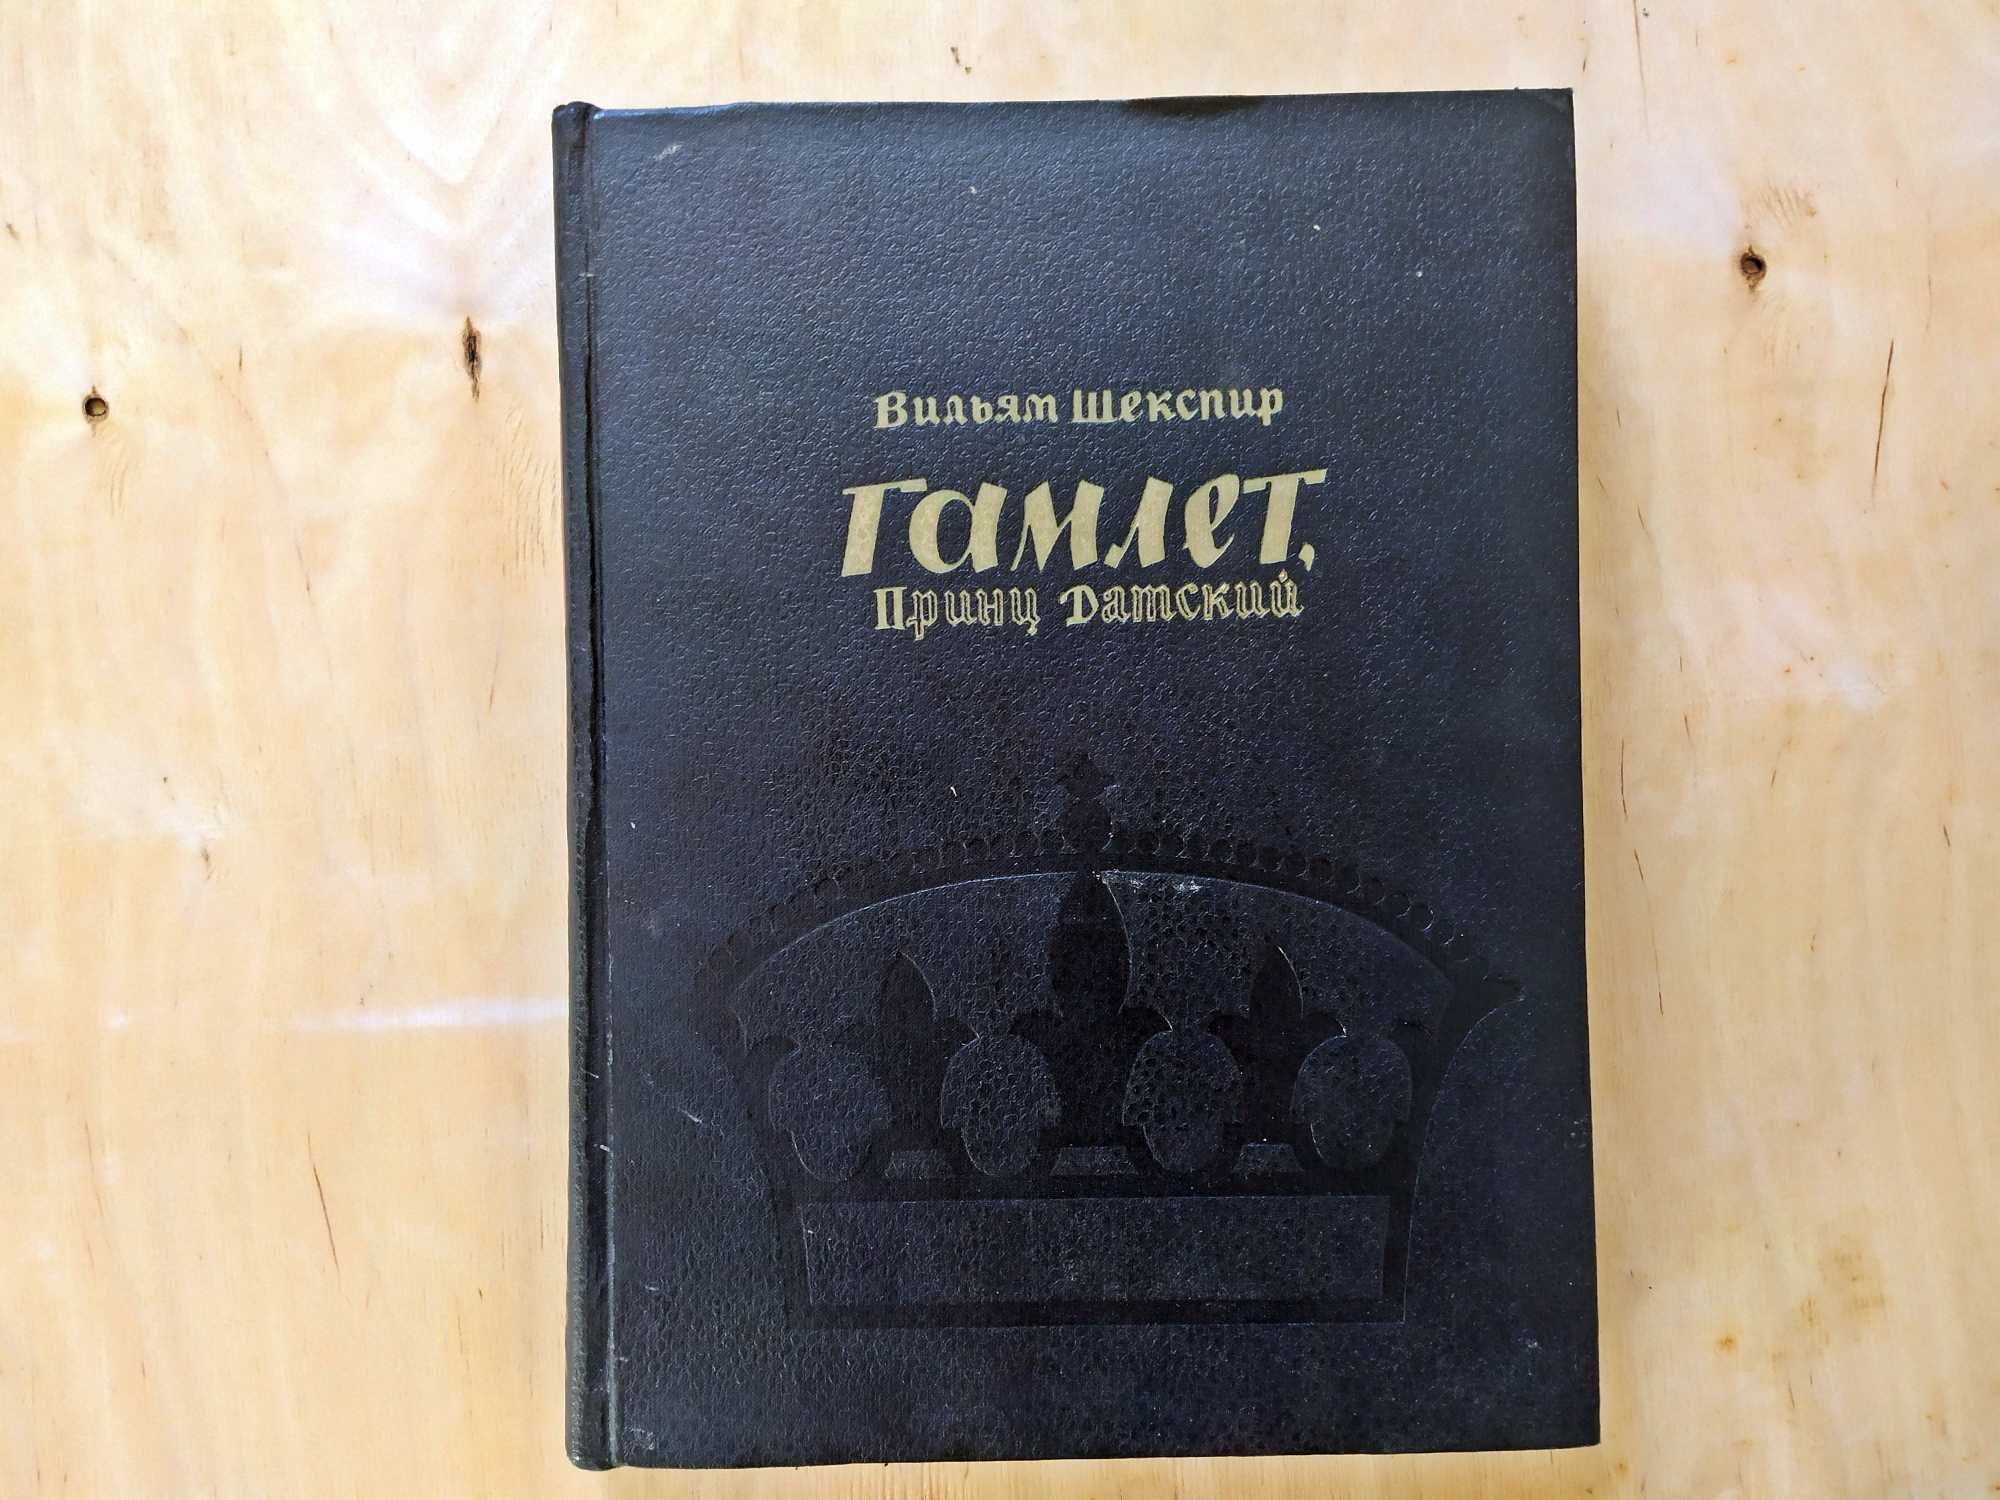 Вильям Шекспир
Гамлет,
Принц Датский